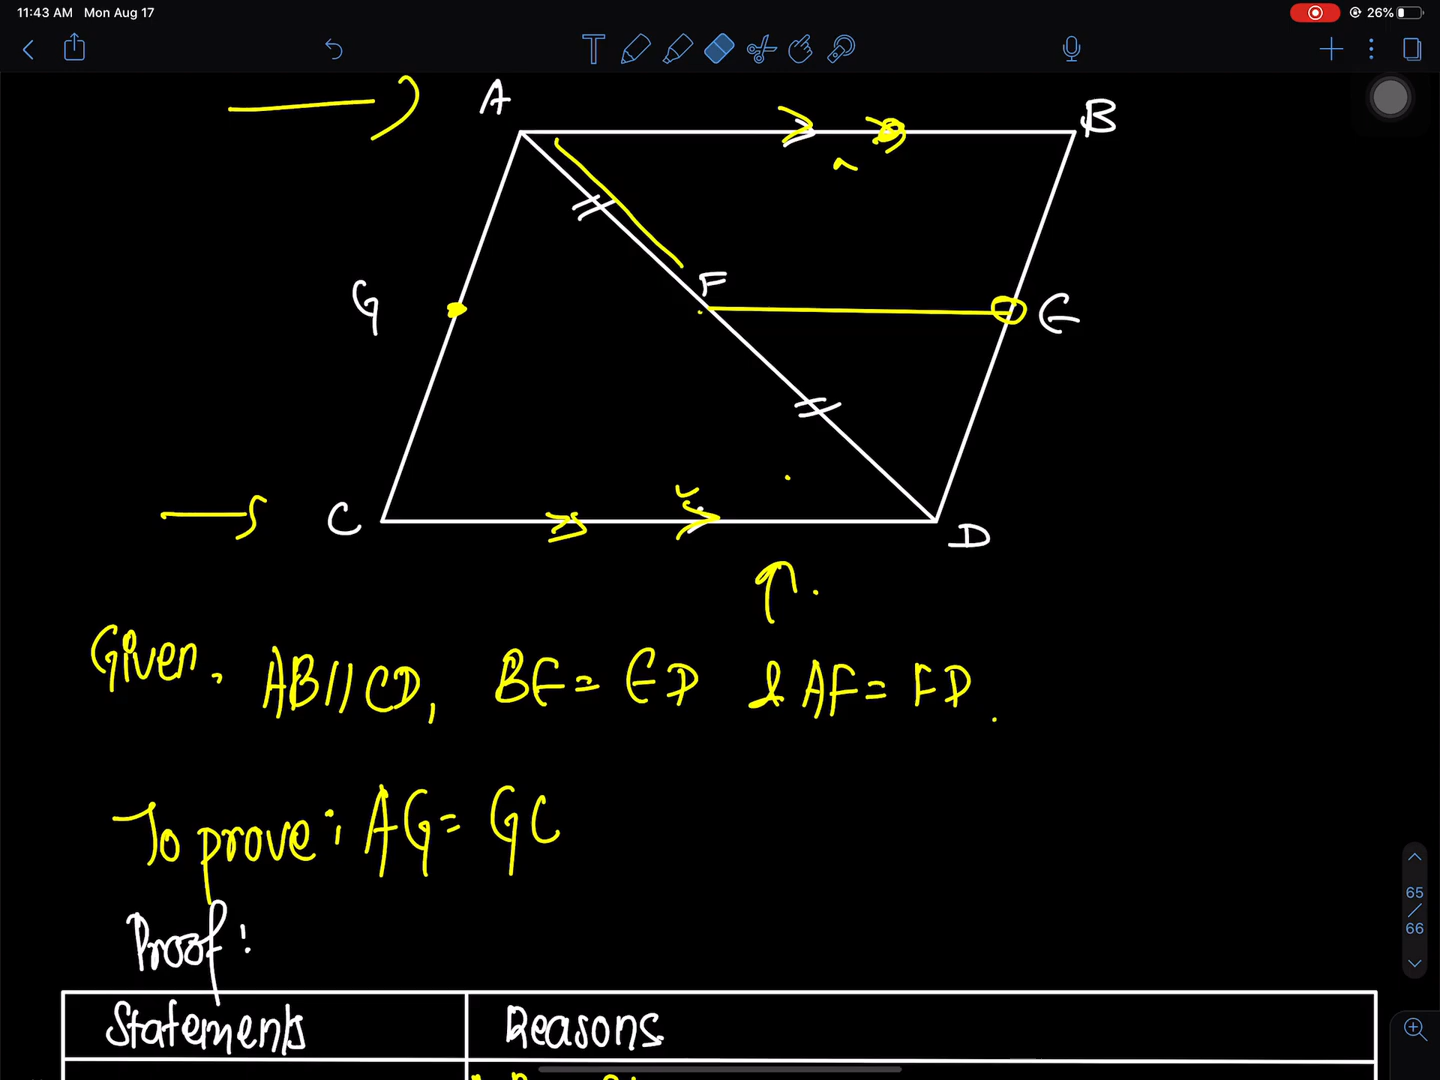 11:43 AM Mon Aug 17
26%
A
B
F
G
E
C
D
Given, AB//CD, BE = ED & AF = FD.
To prove: AG = GC
65
/
66
Proof:
Statements Reasons